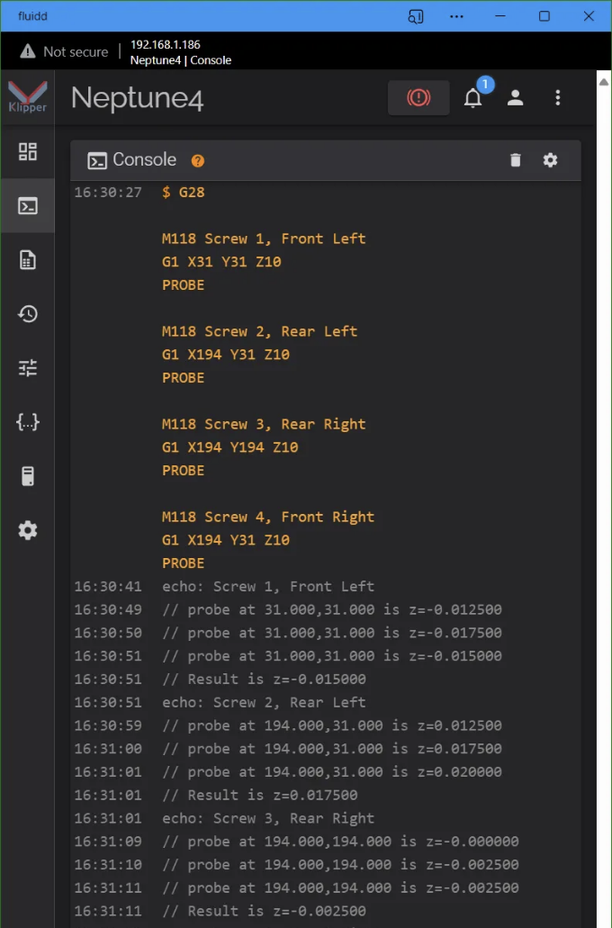 fluidd
Not secure
192.168.1.186
Neptune4 | Console
Klipper
Neptune4
1
Console
16:30:27 $ G28
M118 Screw 1, Front Left
G1 X31 Y31 Z10
PROBE
M118 Screw 2, Rear Left
G1 X194 Y31 Z10
PROBE
M118 Screw 3, Rear Right
G1 X194 Y194 Z10
PROBE
M118 Screw 4, Front Right
G1 X194 Y31 Z10
PROBE
16:30:41 echo: Screw 1, Front Left
16:30:49 // probe at 31.000,31.000 is z=-0.012500
16:30:50 // probe at 31.000,31.000 is z=-0.017500
16:30:51 // probe at 31.000,31.000 is z=-0.015000
16:30:51 // Result is z=-0.015000
16:30:51 echo: Screw 2, Rear Left
16:30:59 // probe at 194.000,31.000 is z=0.012500
16:31:00 // probe at 194.000,31.000 is z=0.017500
16:31:01 // probe at 194.000,31.000 is z=0.020000
16:31:01 // Result is z=0.017500
16:31:01 echo: Screw 3, Rear Right
16:31:09 // probe at 194.000,194.000 is z=-0.000000
16:31:10 // probe at 194.000,194.000 is z=-0.002500
16:31:11 // probe at 194.000,194.000 is z=-0.002500
16:31:11 // Result is z=-0.002500